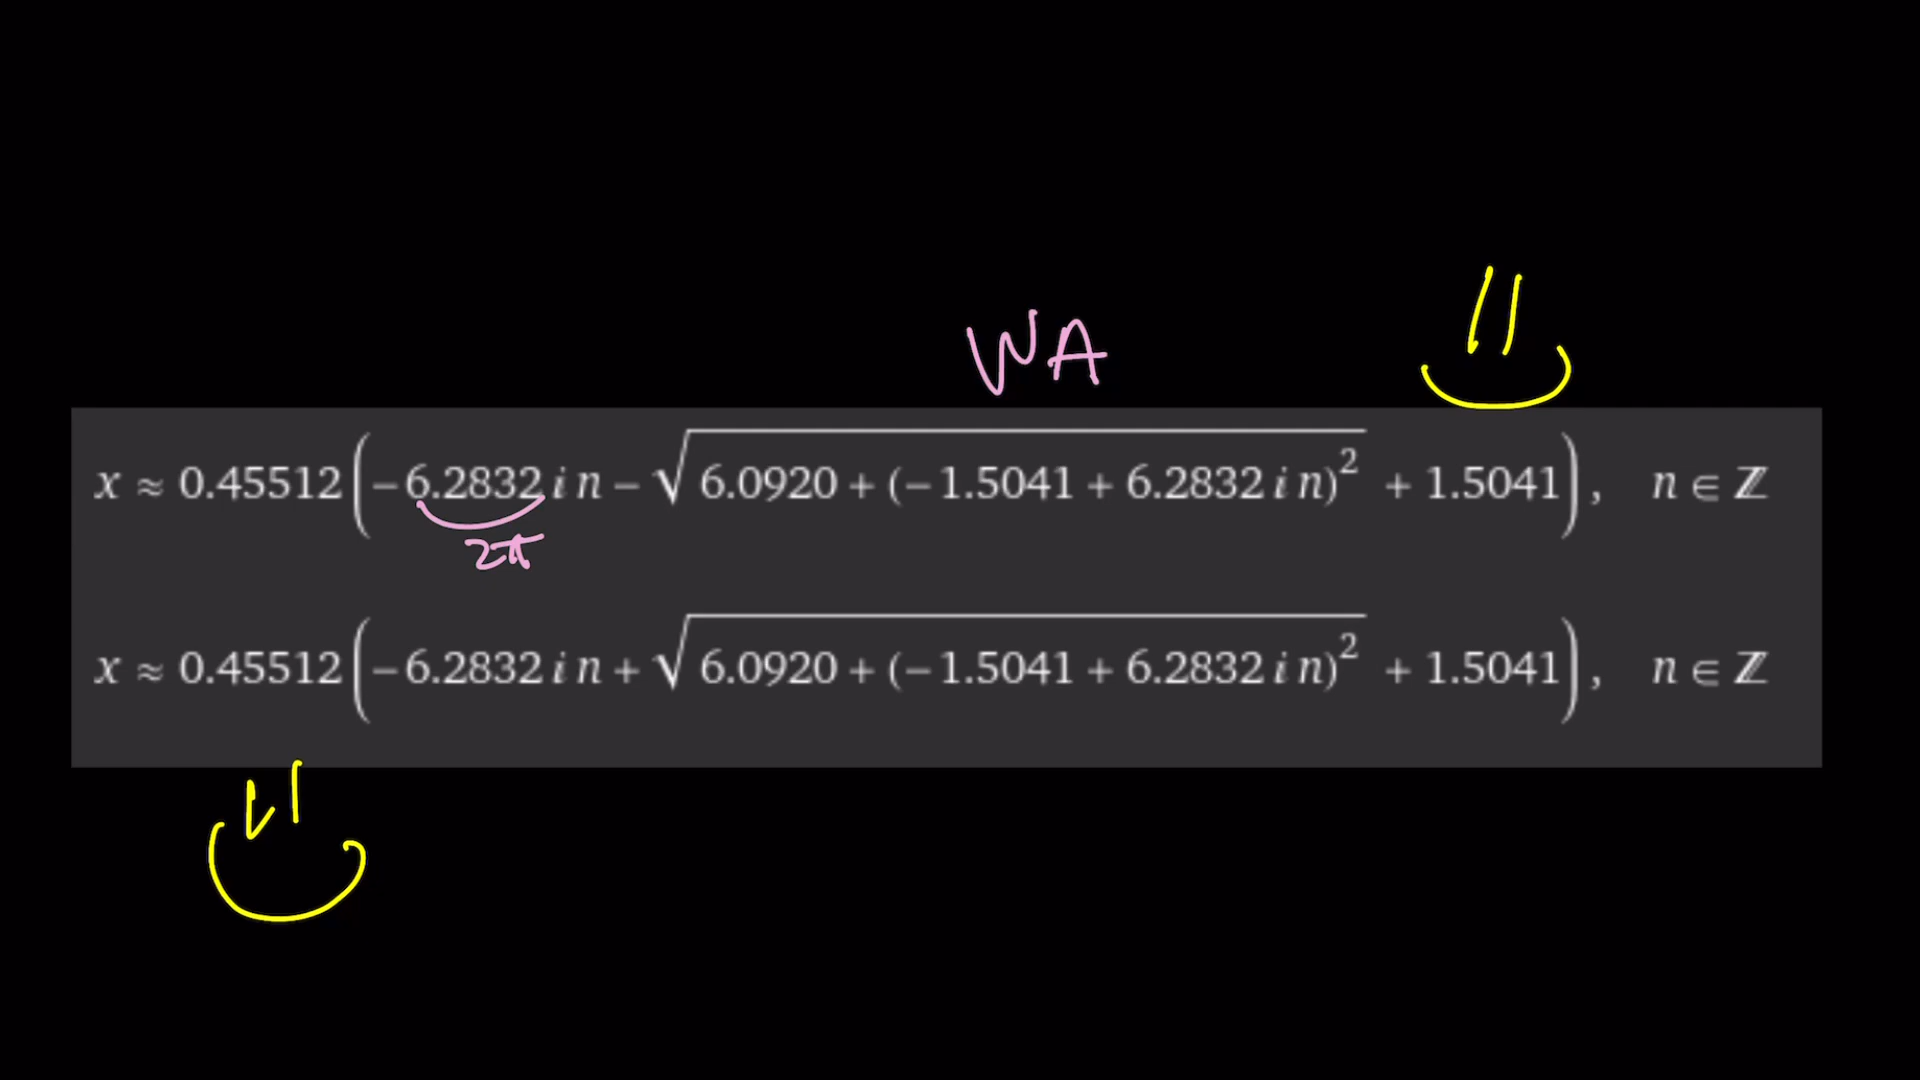 WA
x ≈ 0.45512 (−6.2832 i n − √(6.0920 + (−1.5041 + 6.2832 i n)²) + 1.5041), n ∈ ℤ
2π
x ≈ 0.45512 (−6.2832 i n + √(6.0920 + (−1.5041 + 6.2832 i n)²) + 1.5041), n ∈ ℤ